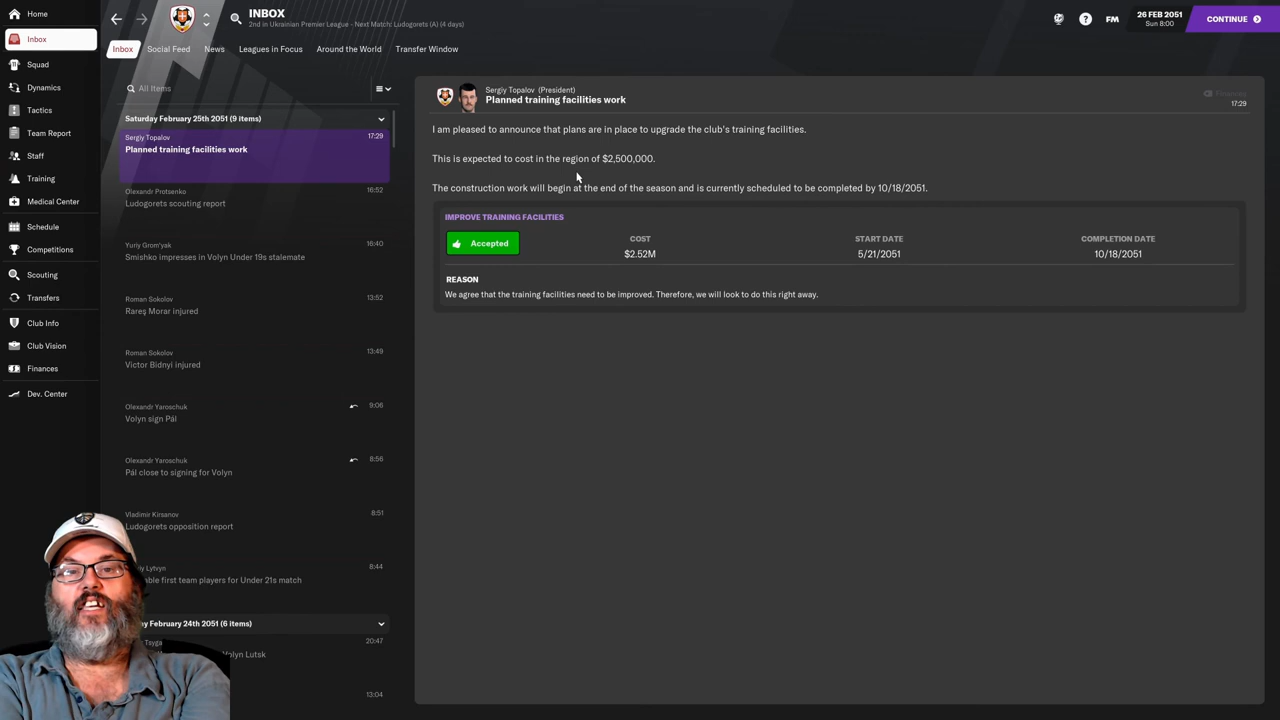 Home
Inbox
Squad
Dynamics
Tactics
Team Report
Staff
Training
Medical Center
Schedule
Competitions
Scouting
Transfers
Club Info
Club Vision
Finances
Dev. Center
INBOX
2nd in Ukrainian Premier League - Next Match: Ludogorets (A) (4 days)
FM
26 FEB 2051
Sun 8:00
CONTINUE
Inbox
Social Feed
News
Leagues in Focus
Around the World
Transfer Window
All Items
Saturday February 25th 2051 (9 items)
Sergiy Topalov 17:29
Planned training facilities work
Olexandr Protsenko 16:52
Ludogorets scouting report
Yuriy Grom'yak 16:40
Smishko impresses in Volyn Under 19s stalemate
Roman Sokolov 13:52
Rareş Morar injured
Roman Sokolov 13:49
Victor Bidnyi injured
Olexandr Yaroschuk 9:06
Volyn sign Pál
Olexandr Yaroschuk 8:56
Pál close to signing for Volyn
Vladimir Kirsanov 8:51
Ludogorets opposition report
Lytvyn 8:44
first team players for Under 21s match
February 24th 2051 (6 items)
20:47
Volyn Lutsk
13:04
Sergiy Topalov (President)
Planned training facilities work
Finances
17:29
I am pleased to announce that plans are in place to upgrade the club's training facilities.
This is expected to cost in the region of $2,500,000.
The construction work will begin at the end of the season and is currently scheduled to be completed by 10/18/2051.
IMPROVE TRAINING FACILITIES
Accepted
COST
$2.52M
START DATE
5/21/2051
COMPLETION DATE
10/18/2051
REASON
We agree that the training facilities need to be improved. Therefore, we will look to do this right away.